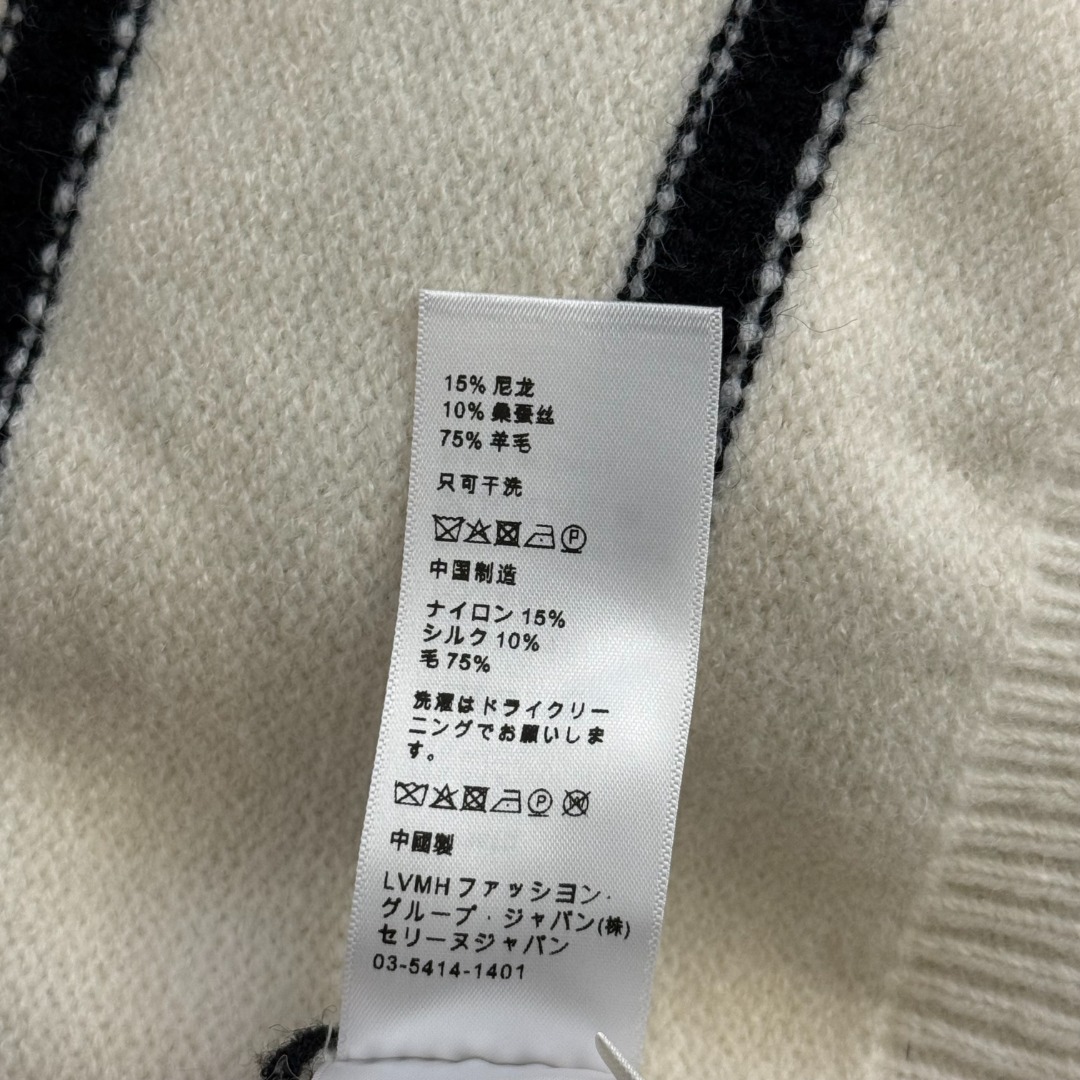 15% 尼龙
10% 桑蚕丝
75% 羊毛
只可干洗
P
中国制造
ナイロン 15%
シルク 10%
毛 75%
洗濯はドライクリー
ニングでお願いしま
す。
P W
中國製
LVMH ファッション・
グループ・ジャパン(株)
セリーヌジャパン
03-5414-1401